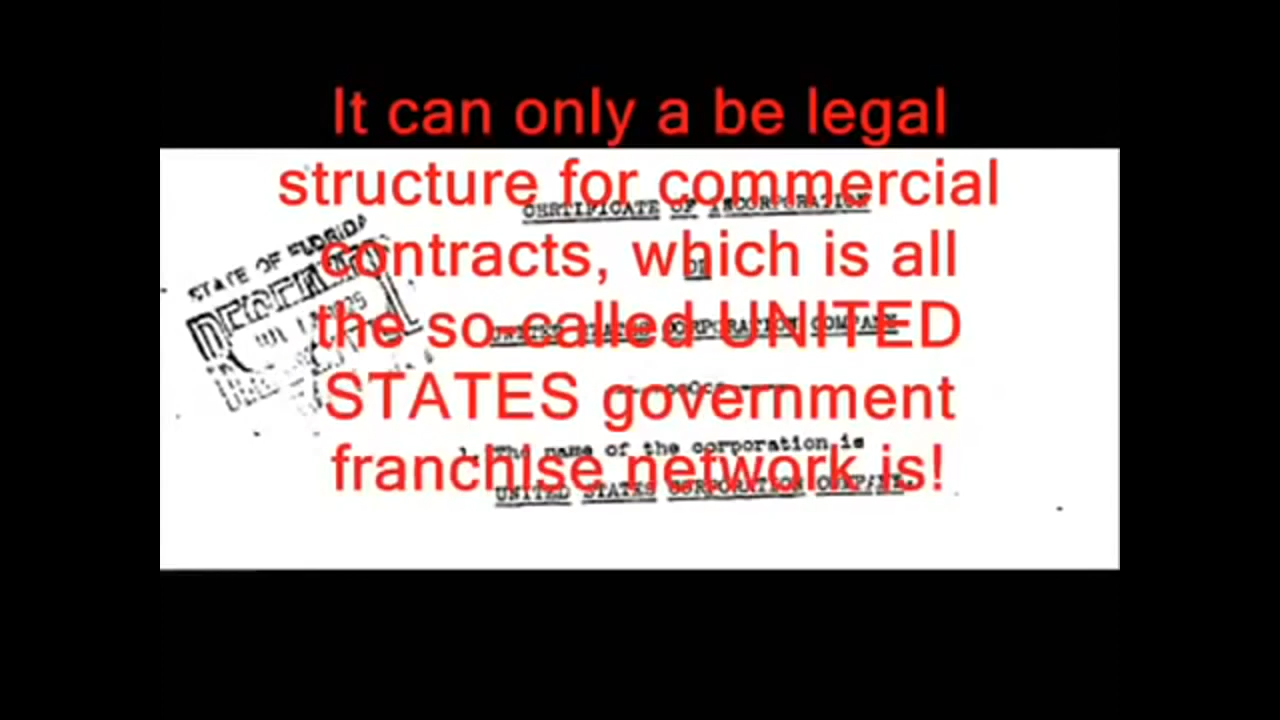 It can only a be legal
structure for commercial
CERTIFICATE OF INCORPORATION
STATE OF FLORIDA
contracts, which is all
OF
the so-called UNITED
UNITED STATES CORPORATION COMPANY
STATES government
1. The name of the corporation is
franchise network is!
UNITED STATES CORPORATION COMPANY.